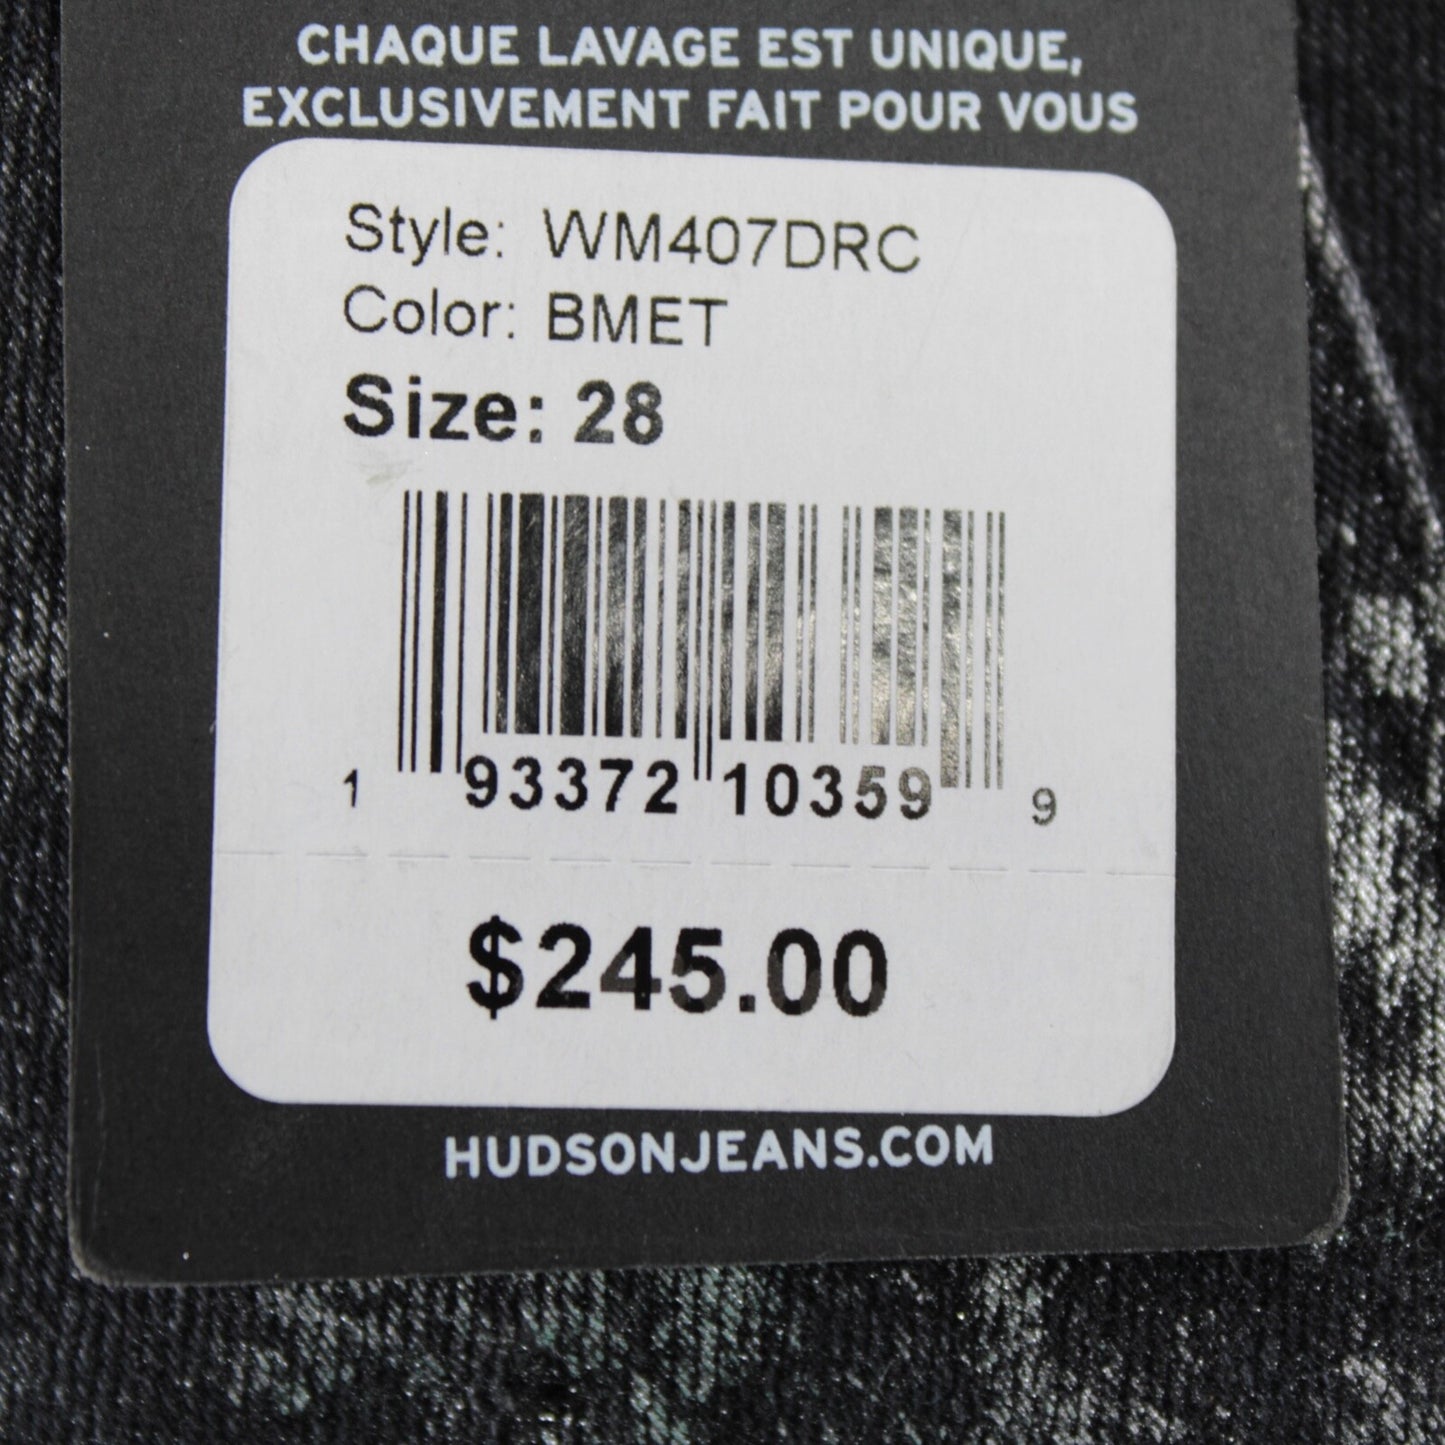 CHAQUE LAVAGE EST UNIQUE,
EXCLUSIVEMENT FAIT POUR VOUS
Style: WM407DRC
Color: BMET
Size: 28
1 93372 10359 9
$245.00
HUDSONJEANS.COM